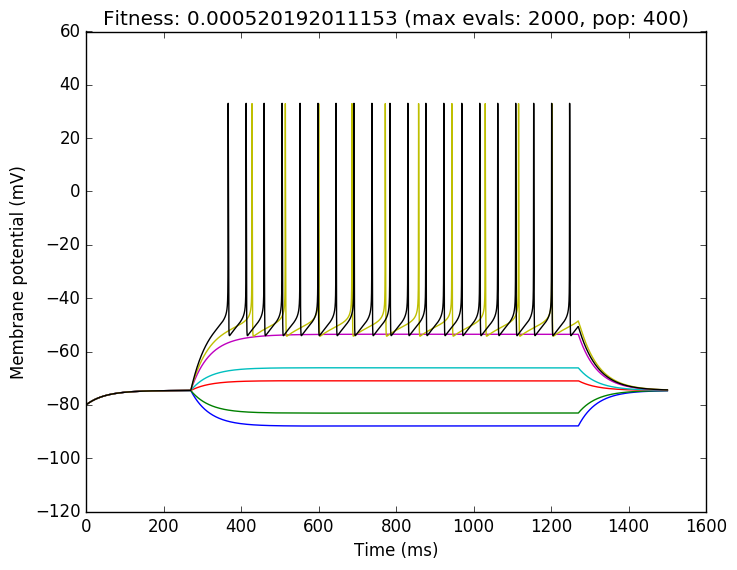 Fitness: 0.000520192011153 (max evals: 2000, pop: 400)
60
40
20
0
−20
−40
−60
−80
−100
−120
Membrane potential (mV)
0 200 400 600 800 1000 1200 1400 1600
Time (ms)